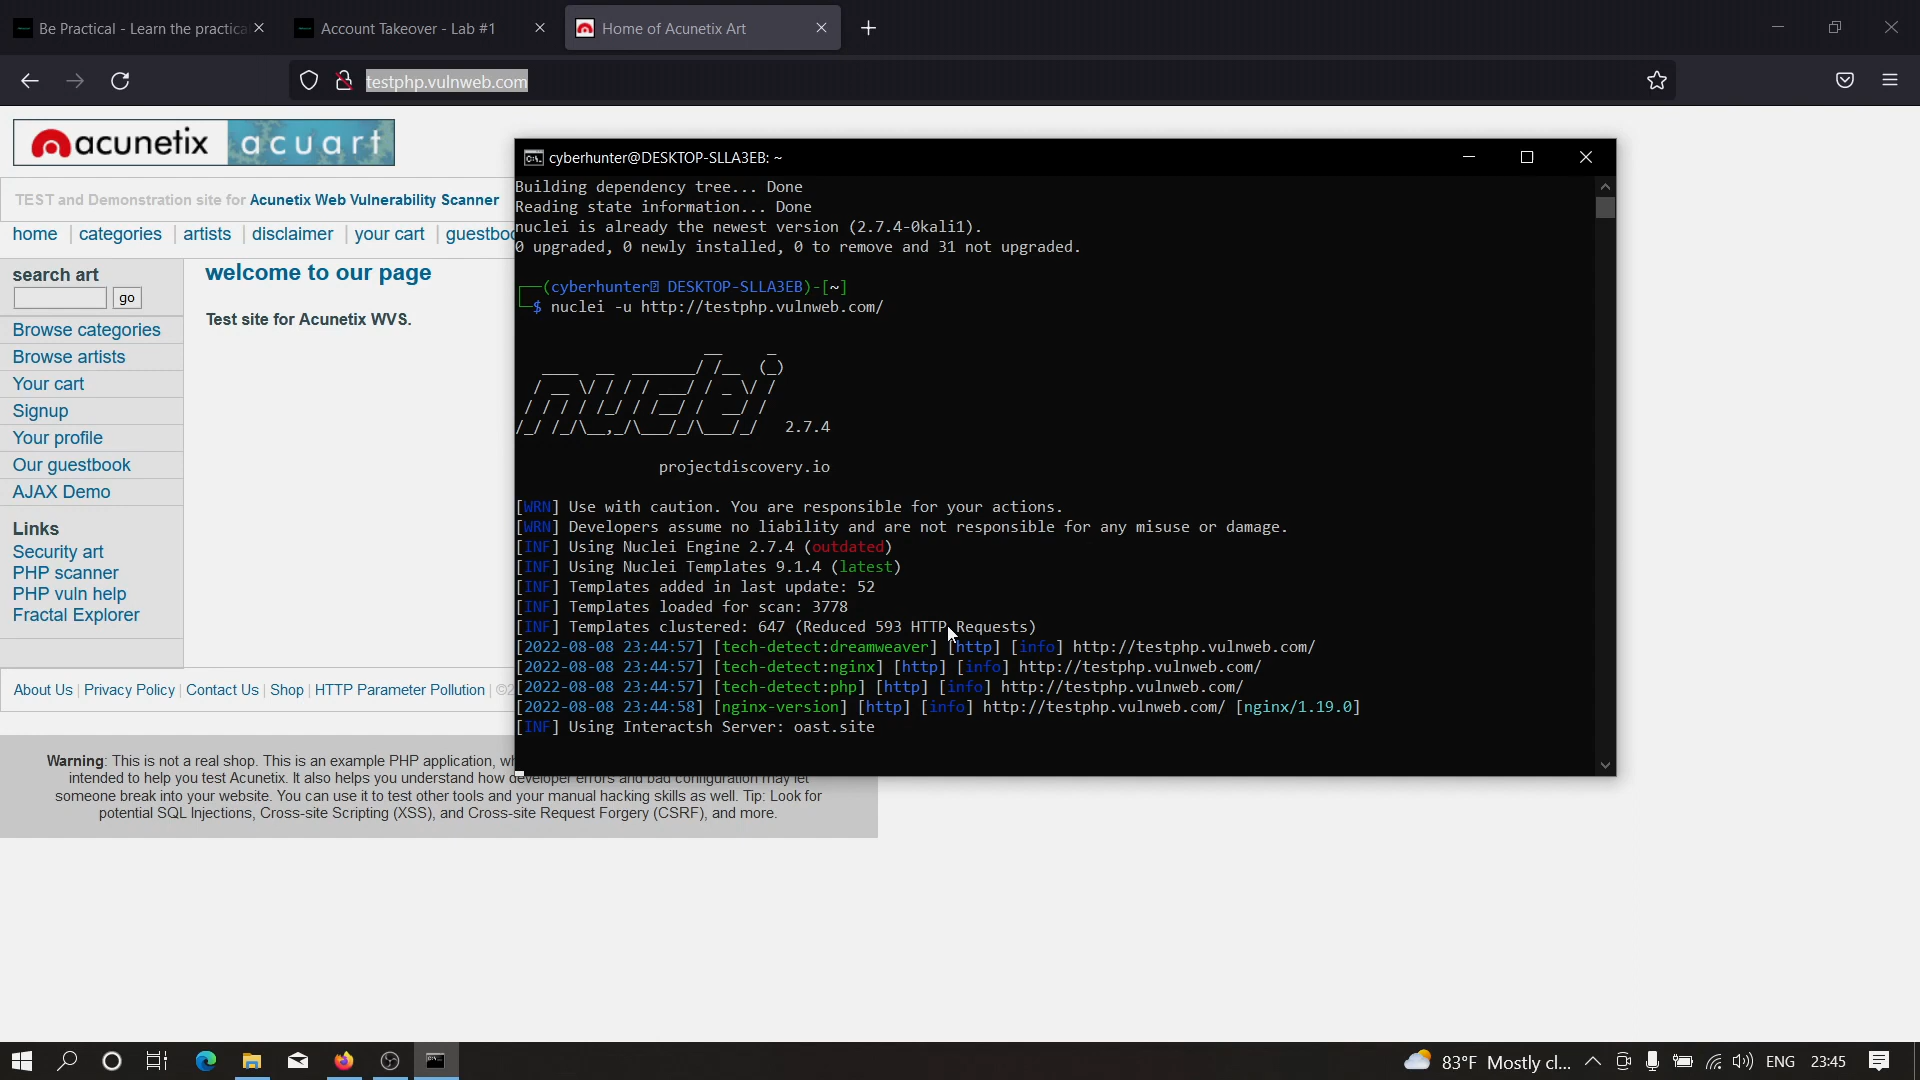 Be Practical - Learn the practica
Account Takeover - Lab #1
Home of Acunetix Art
testphp.vulnweb.com
acunetix acuart
TEST and Demonstration site for Acunetix Web Vulnerability Scanner
home | categories | artists | disclaimer | your cart | guestboo
search art
go
Browse categories
Browse artists
Your cart
Signup
Your profile
Our guestbook
AJAX Demo
Links
Security art
PHP scanner
PHP vuln help
Fractal Explorer
welcome to our page
Test site for Acunetix WVS.
cyberhunter@DESKTOP-SLLA3EB: ~
Building dependency tree... Done
Reading state information... Done
nuclei is already the newest version (2.7.4-0kali1).
0 upgraded, 0 newly installed, 0 to remove and 31 not upgraded.
┌──(cyberhunter⍰ DESKTOP-SLLA3EB)-[~]
└─$ nuclei -u http://testphp.vulnweb.com/
nuclei 2.7.4
projectdiscovery.io
[WRN] Use with caution. You are responsible for your actions.
[WRN] Developers assume no liability and are not responsible for any misuse or damage.
[INF] Using Nuclei Engine 2.7.4 (outdated)
[INF] Using Nuclei Templates 9.1.4 (latest)
[INF] Templates added in last update: 52
[INF] Templates loaded for scan: 3778
[INF] Templates clustered: 647 (Reduced 593 HTTP Requests)
[2022-08-08 23:44:57] [tech-detect:dreamweaver] [http] [info] http://testphp.vulnweb.com/
[2022-08-08 23:44:57] [tech-detect:nginx] [http] [info] http://testphp.vulnweb.com/
[2022-08-08 23:44:57] [tech-detect:php] [http] [info] http://testphp.vulnweb.com/
[2022-08-08 23:44:58] [nginx-version] [http] [info] http://testphp.vulnweb.com/ [nginx/1.19.0]
[INF] Using Interactsh Server: oast.site
About Us | Privacy Policy | Contact Us | Shop | HTTP Parameter Pollution | ©2
Warning: This is not a real shop. This is an example PHP application, wh
intended to help you test Acunetix. It also helps you understand how developer errors and bad configuration may let
someone break into your website. You can use it to test other tools and your manual hacking skills as well. Tip: Look for
potential SQL Injections, Cross-site Scripting (XSS), and Cross-site Request Forgery (CSRF), and more.
83°F Mostly cl... ENG 23:45